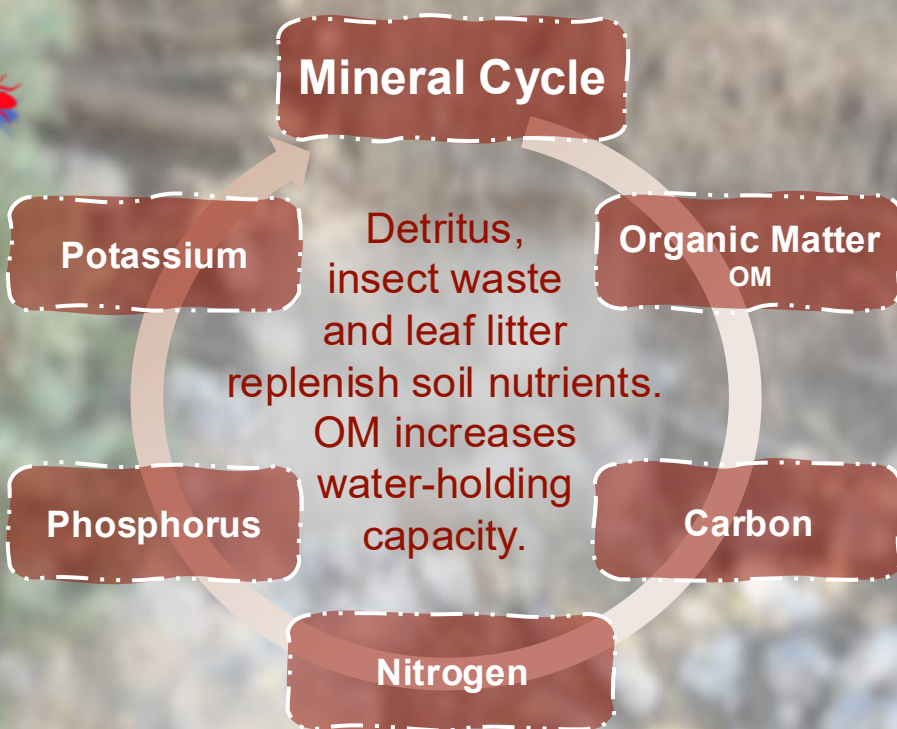 Mineral Cycle
Organic Matter
OM
Carbon
Nitrogen
Phosphorus
Potassium
Detritus,
insect waste
and leaf litter
replenish soil nutrients.
OM increases
water-holding
capacity.